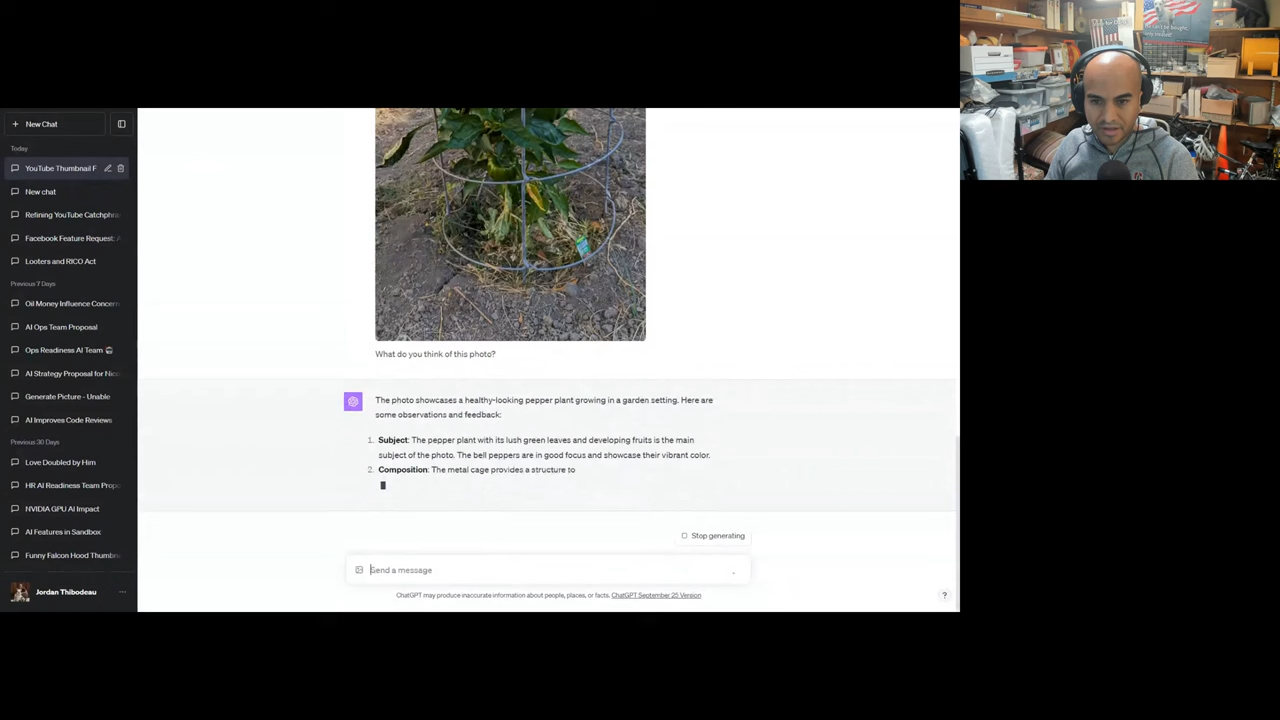 New Chat
Today
YouTube Thumbnail F
New chat
Refining YouTube Catchphra
Facebook Feature Request: A
Looters and RICO Act
Previous 7 Days
Oil Money Influence Concern
AI Ops Team Proposal
Ops Readiness AI Team 🤖
AI Strategy Proposal for Nic
Generate Picture - Unable
AI Improves Code Reviews
Previous 30 Days
Love Doubled by Him
HR AI Readiness Team Propo
NVIDIA GPU AI Impact
AI Features in Sandbox
Funny Falcon Hood Thumbna
Jordan Thibodeau
What do you think of this photo?
The photo showcases a healthy-looking pepper plant growing in a garden setting. Here are
some observations and feedback:
1. Subject: The pepper plant with its lush green leaves and developing fruits is the main
subject of the photo. The bell peppers are in good focus and showcase their vibrant color.
2. Composition: The metal cage provides a structure to
Stop generating
Send a message
ChatGPT may produce inaccurate information about people, places, or facts. ChatGPT September 25 Version
?